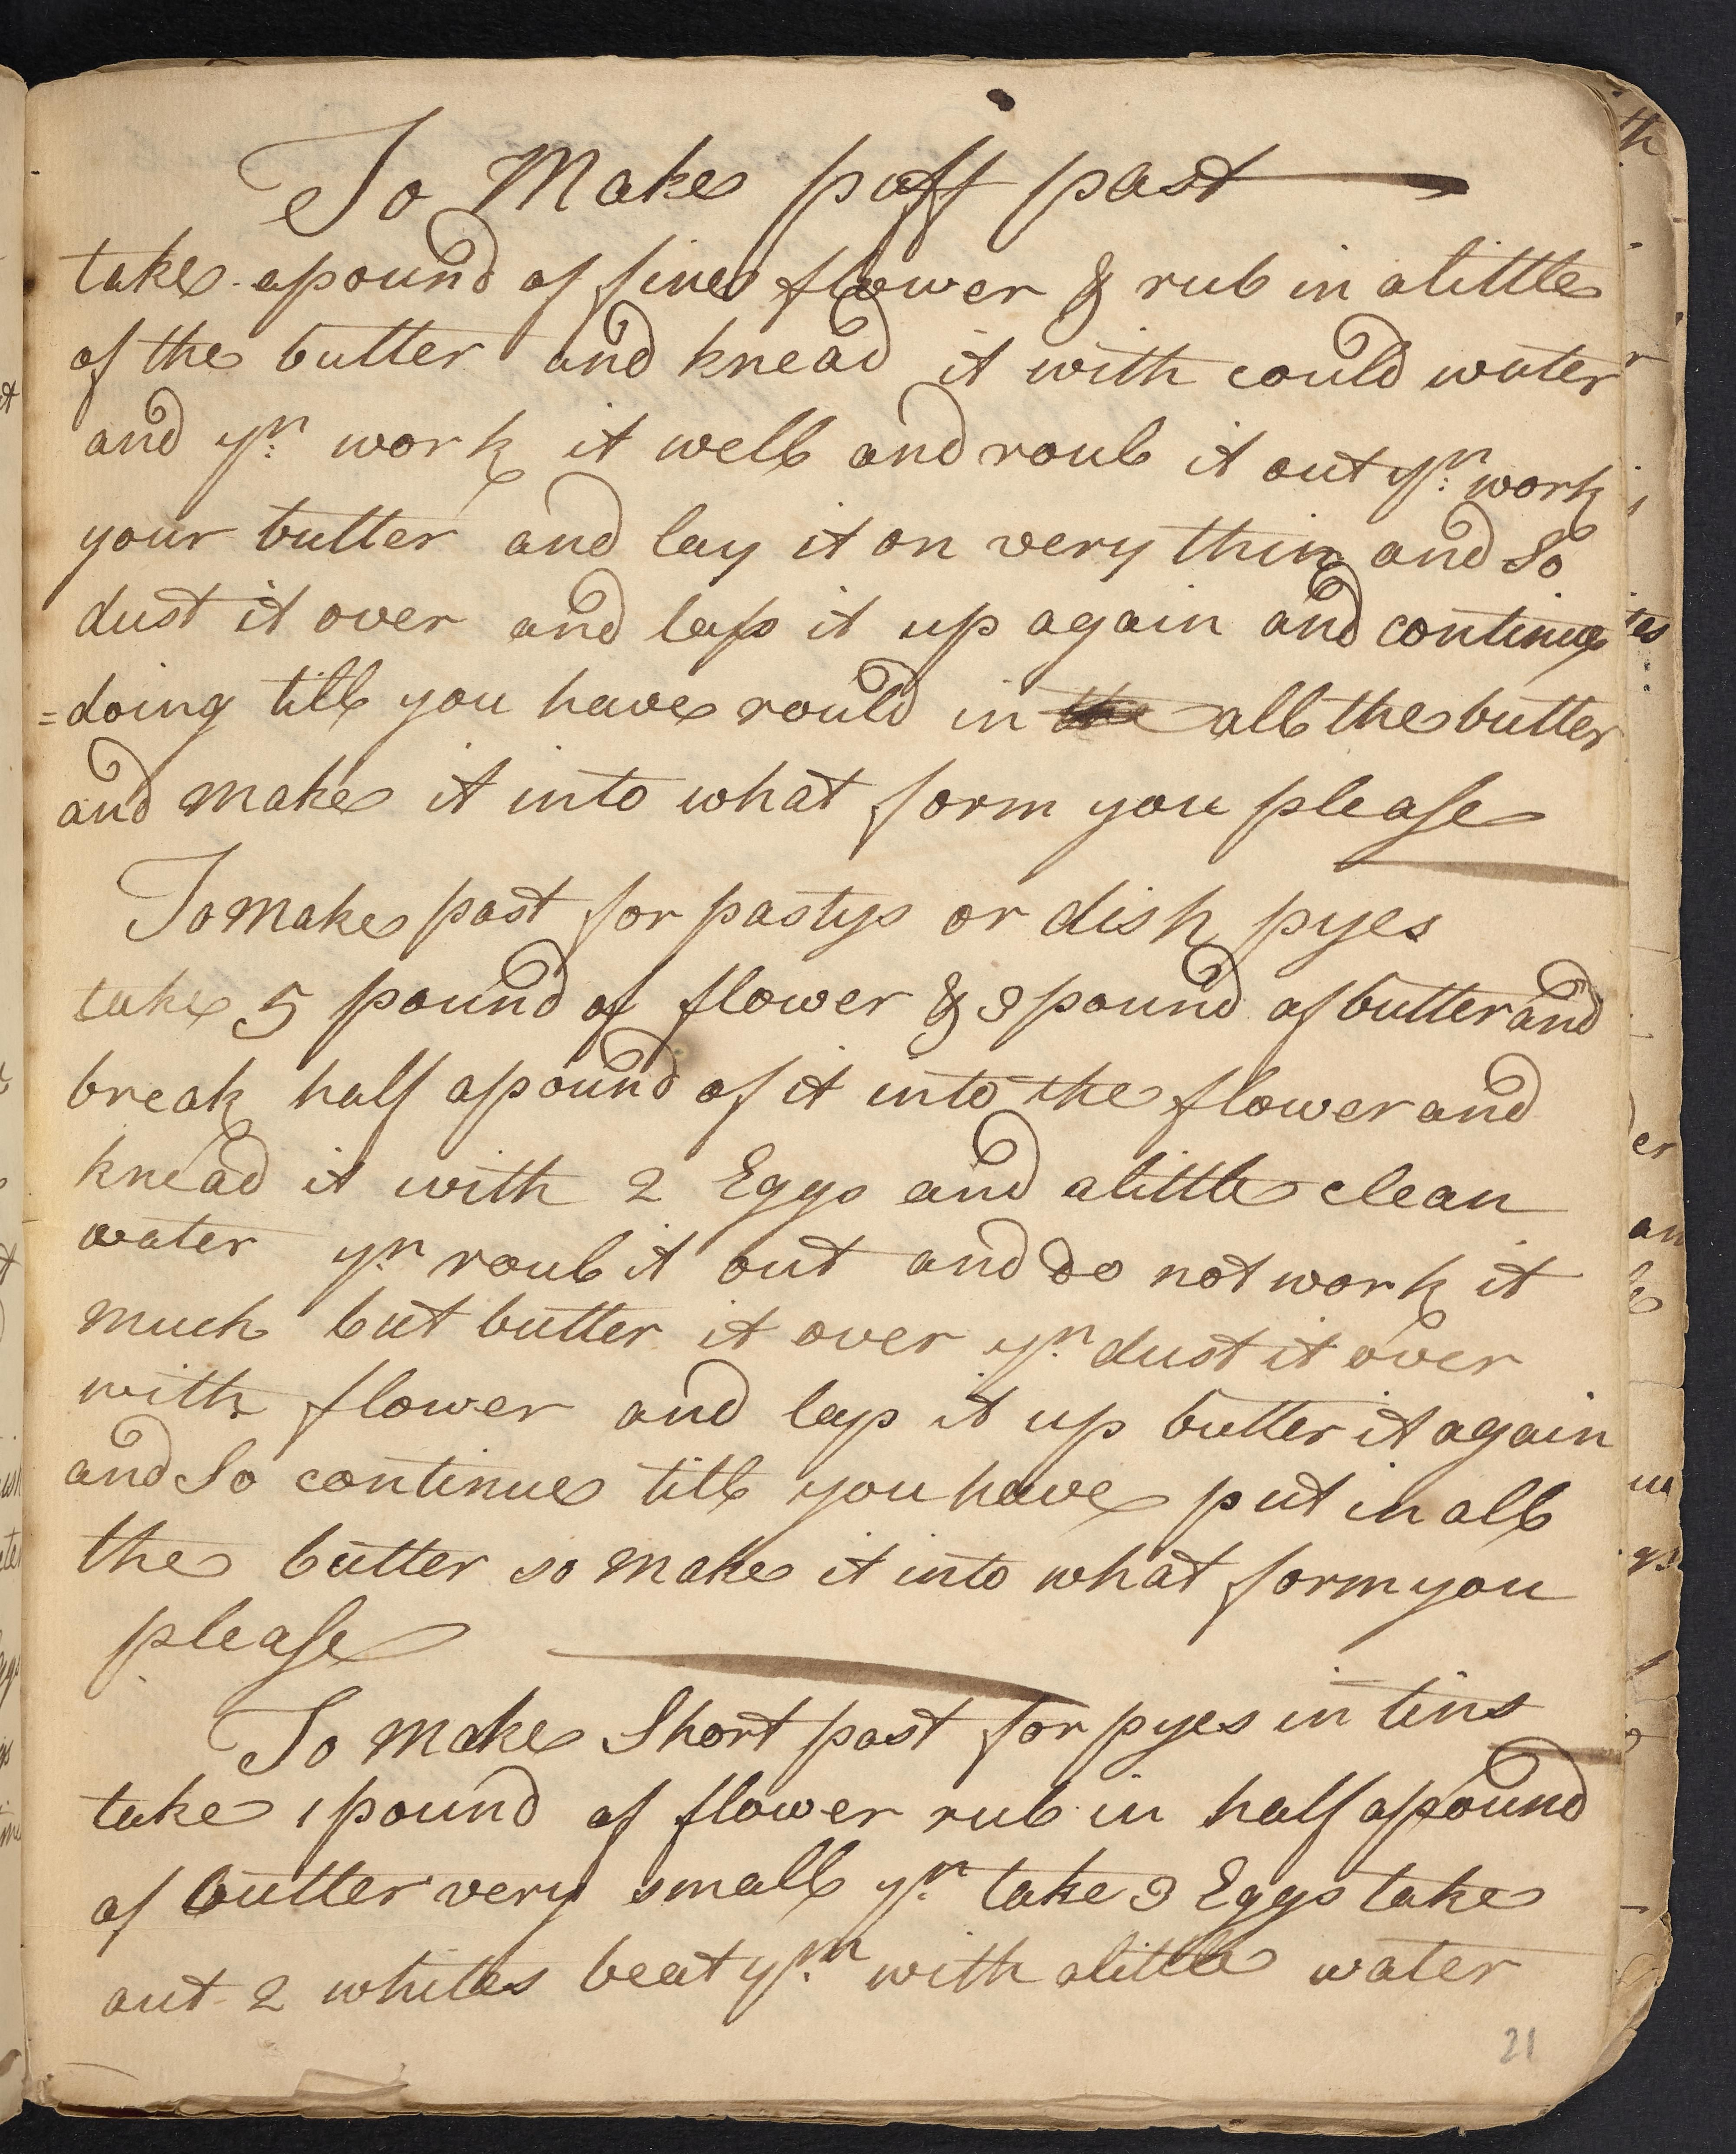 To Make puff past
take apound of fine flower & rub in alittle
of the butter and knead it with could water
and yn: work it well and roul it out yn: work
your butter and lay it on very thin and So
dust it over and lap it up again and continue
=doing till you have rould in the all the butter
and make it into what form you please
To make past for pastys or dish pyes
take 5 pound of flower & 3 pound of butter and
break half apound of it into the flower and
knead it with 2 Eggs and alittle clean
water yn: roul it out and do not work it
much but butter it over yn: dust it over
with flower and lap it up butter it again
and So continue till you have put in all
the butter so make it into what form you
please
To make Short past for pyes in tins
take 1 pound of flower rub in half apound
of butter very small yn: take 3 Eggs take
out 2 whites beat ym: with alittle water
21